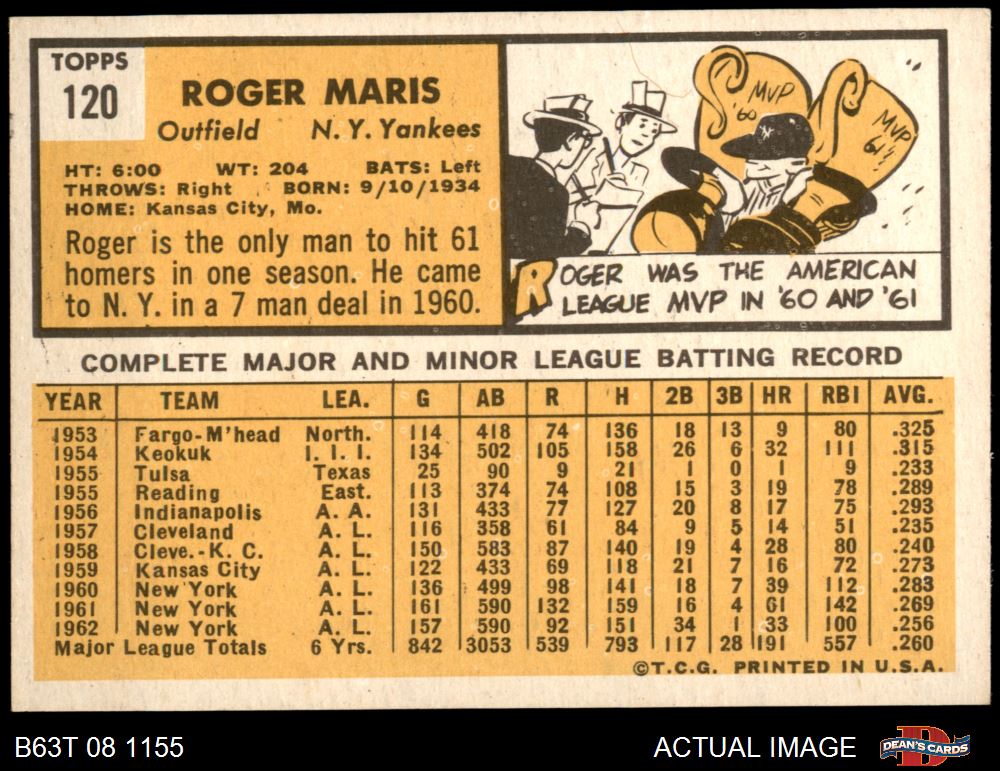 TOPPS
120
ROGER MARIS
Outfield N. Y. Yankees
HT: 6:00 WT: 204 BATS: Left
THROWS: Right BORN: 9/10/1934
HOME: Kansas City, Mo.
Roger is the only man to hit 61
homers in one season. He came
to N. Y. in a 7 man deal in 1960.
MVP
'60
MVP
61
ROGER WAS THE AMERICAN
LEAGUE MVP IN '60 AND '61
COMPLETE MAJOR AND MINOR LEAGUE BATTING RECORD
YEAR TEAM LEA. G AB R H 2B 3B HR RBI AVG.
1953 Fargo-M'head North. 114 418 74 136 18 13 9 80 .325
1954 Keokuk I. I. I. 134 502 105 158 26 6 32 111 .315
1955 Tulsa Texas 25 90 9 21 1 0 1 9 .233
1955 Reading East. 113 374 74 108 15 3 19 78 .289
1956 Indianapolis A. A. 131 433 77 127 20 8 17 75 .293
1957 Cleveland A. L. 116 358 61 84 9 5 14 51 .235
1958 Cleve.-K. C. A. L. 150 583 87 140 19 4 28 80 .240
1959 Kansas City A. L. 122 433 69 118 21 7 16 72 .273
1960 New York A. L. 136 499 98 141 18 7 39 112 .283
1961 New York A. L. 161 590 132 159 16 4 61 142 .269
1962 New York A. L. 157 590 92 151 34 1 33 100 .256
Major League Totals 6 Yrs. 842 3053 539 793 117 28 191 557 .260
©T.C.G. PRINTED IN U.S.A.
B63T 08 1155 ACTUAL IMAGE DEAN'S CARDS